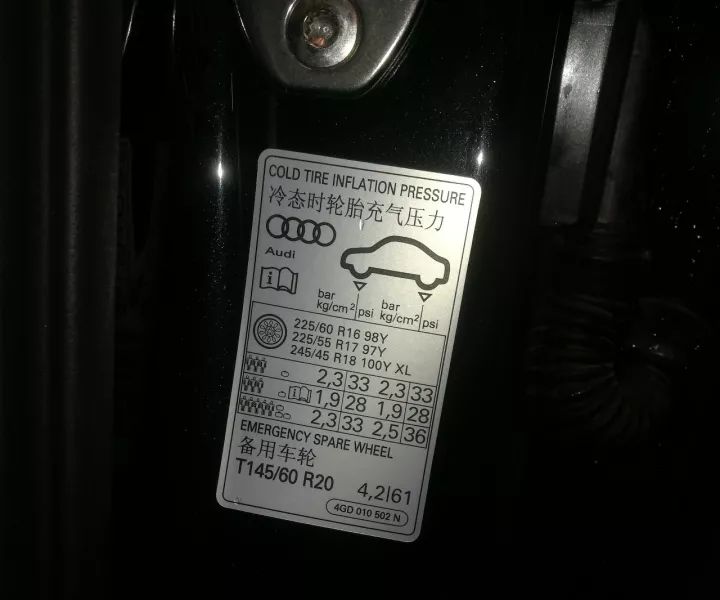 COLD TIRE INFLATION PRESSURE
冷态时轮胎充气压力
Audi
bar bar
kg/cm² psi kg/cm² psi
225/60 R16 98Y
225/55 R17 97Y
245/45 R18 100Y XL
2,3 33 2,3 33
1,9 28 1,9 28
2,3 33 2,5 36
EMERGENCY SPARE WHEEL
备用车轮
T145/60 R20 4,2 61
4GD 010 502 N